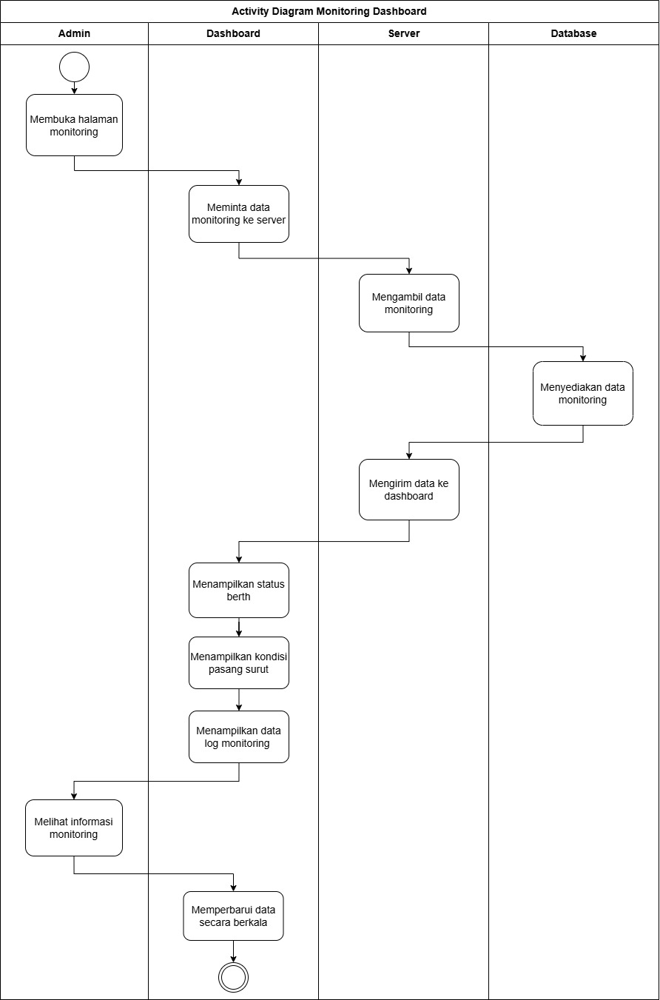 Activity Diagram Monitoring Dashboard
Admin
Dashboard
Server
Database
Membuka halaman
monitoring
Meminta data
monitoring ke server
Mengambil data
monitoring
Menyediakan data
monitoring
Mengirim data ke
dashboard
Menampilkan status
berth
Menampilkan kondisi
pasang surut
Menampilkan data
log monitoring
Melihat informasi
monitoring
Memperbarui data
secara berkala